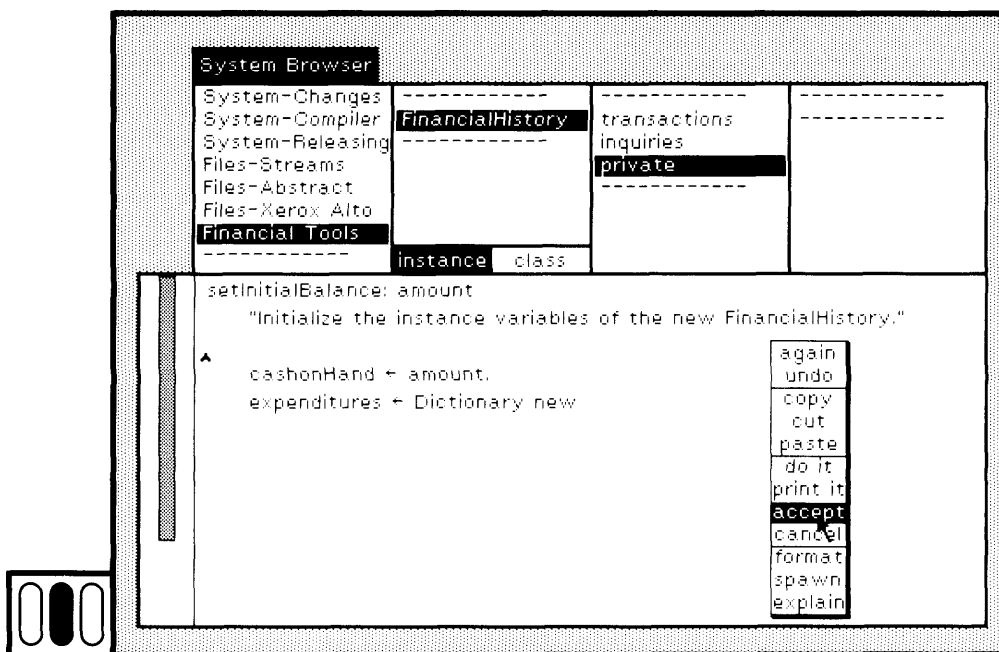 System Browser
System-Changes
System-Compiler
System-Releasing
Files-Streams
Files-Abstract
Files-Xerox Alto
Financial Tools
-------------
-------------
FinancialHistory
-------------
instance class
-------------
transactions
inquiries
private
-------------
-------------
-------------
setInitialBalance: amount
"Initialize the instance variables of the new FinancialHistory."
cashonHand ← amount.
expenditures ← Dictionary new
again
undo
copy
cut
paste
do it
print it
accept
cancel
format
spawn
explain